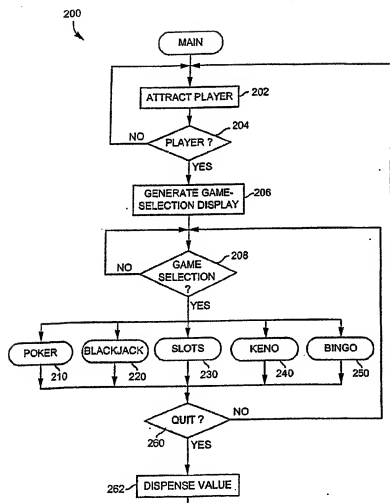 200
MAIN
ATTRACT PLAYER
202
204
NO
PLAYER ?
YES
GENERATE GAME-
SELECTION DISPLAY
206
208
NO
GAME
SELECTION
?
YES
POKER
BLACKJACK
SLOTS
KENO
BINGO
210
220
230
240
250
QUIT ?
NO
260
YES
262
DISPENSE VALUE